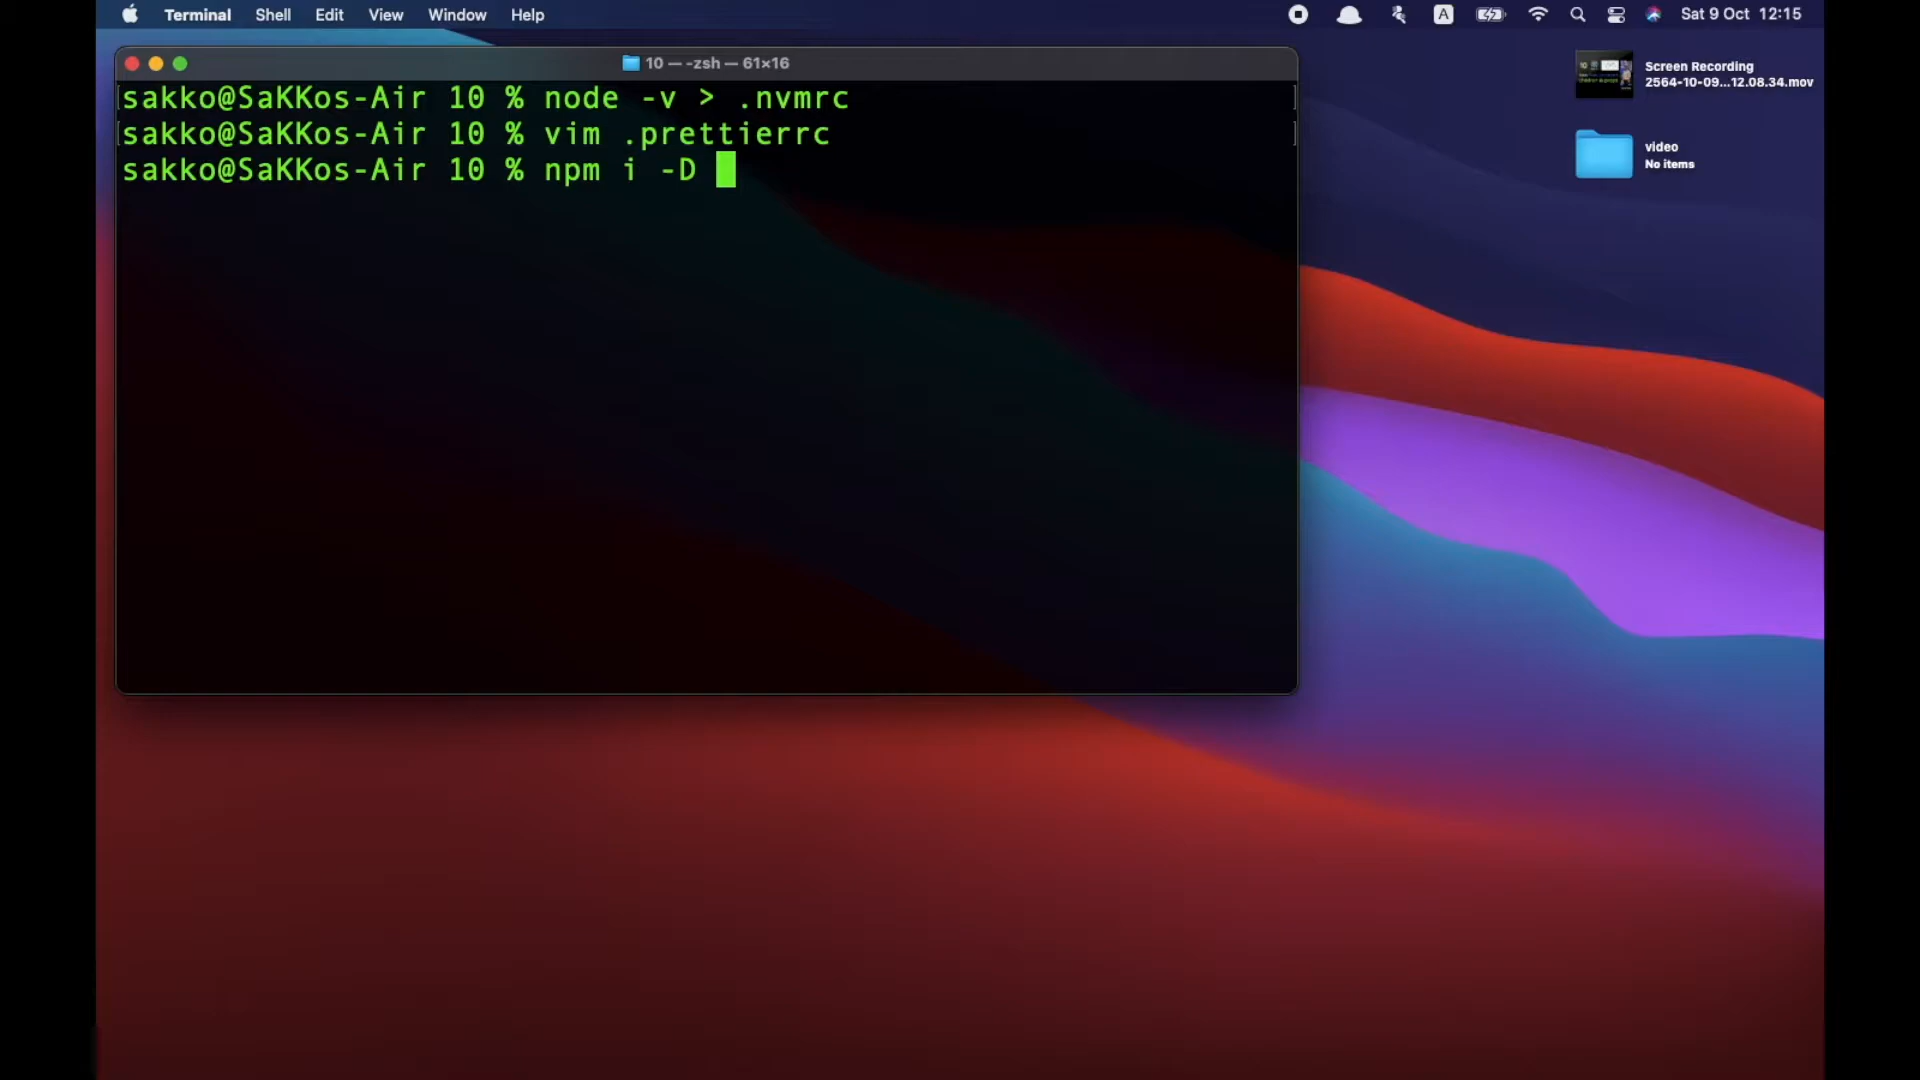 Terminal Shell Edit View Window Help
A Sat 9 Oct 12:15
10 — -zsh — 61×16
sakko@SaKKos-Air 10 % node -v > .nvmrc
sakko@SaKKos-Air 10 % vim .prettierrc
sakko@SaKKos-Air 10 % npm i -D
Screen Recording
2564-10-09...12.08.34.mov
video
No items